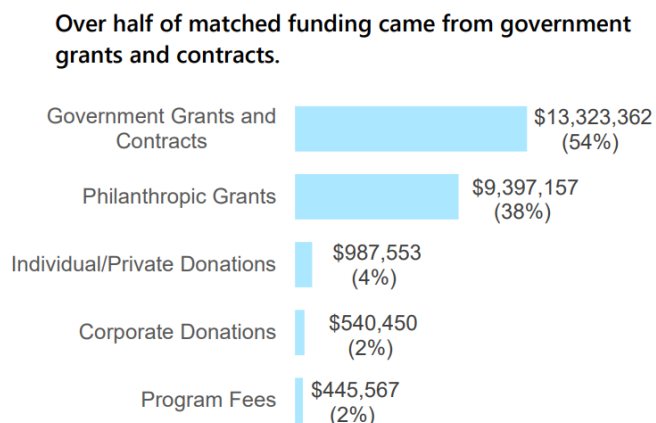 Over half of matched funding came from government
grants and contracts.
Government Grants and
Contracts
$13,323,362
(54%)
Philanthropic Grants
$9,397,157
(38%)
Individual/Private Donations
$987,553
(4%)
Corporate Donations
$540,450
(2%)
Program Fees
$445,567
(2%)